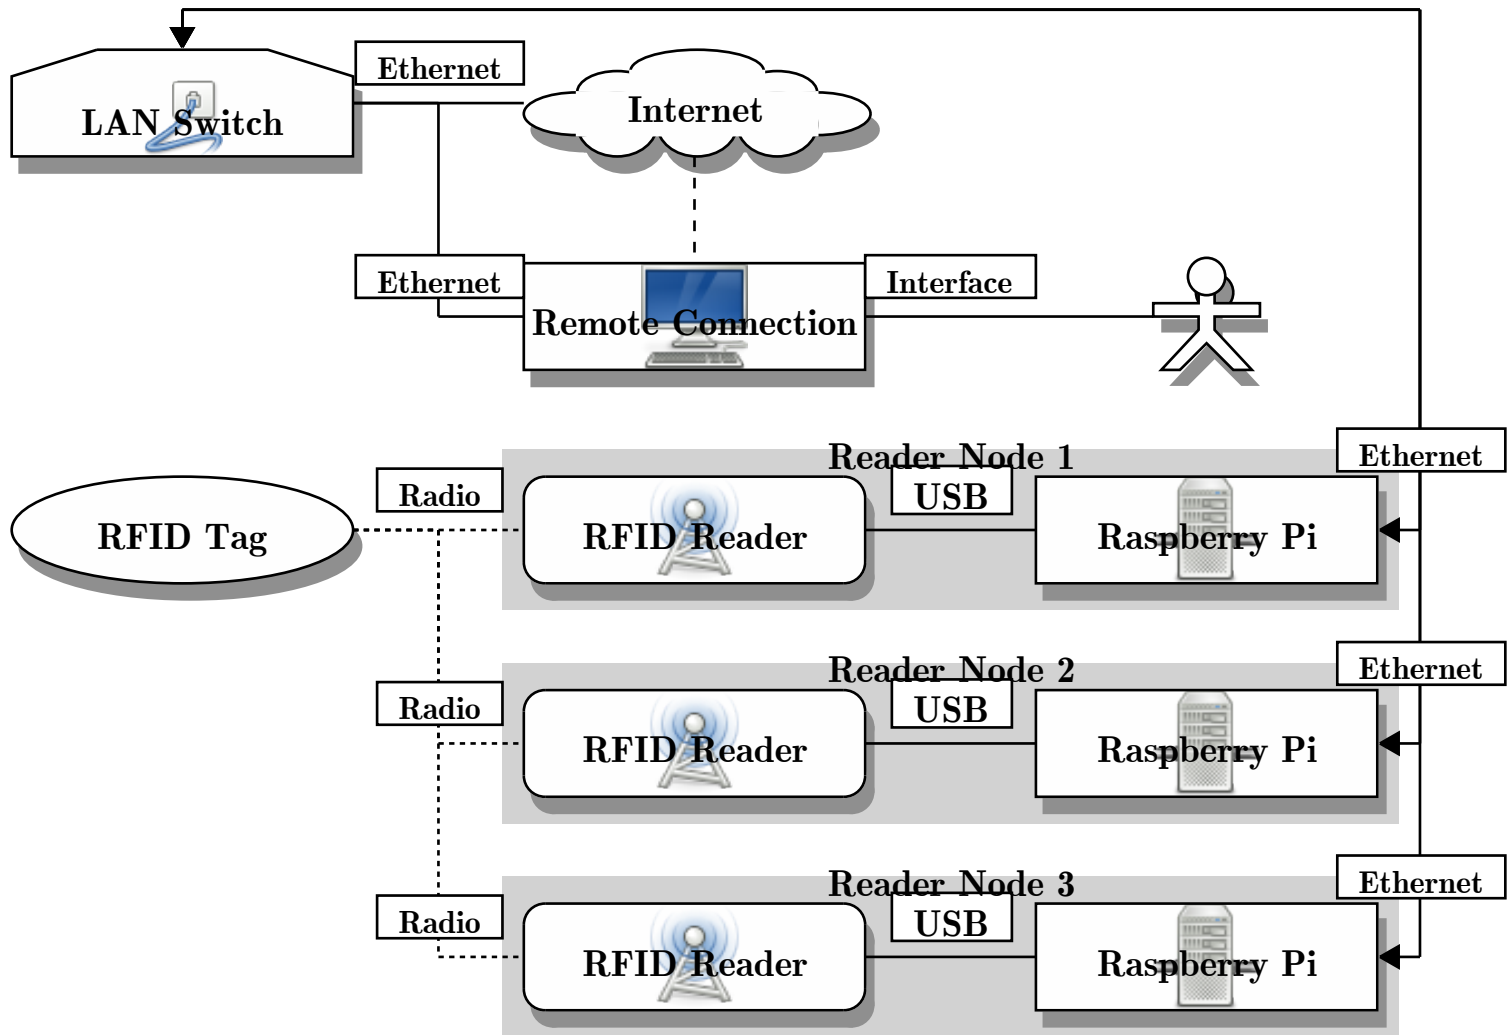 Ethernet
LAN Switch
Internet
Ethernet
Interface
Remote Connection
Reader Node 1
Ethernet
Radio
USB
RFID Tag
RFID Reader
Raspberry Pi
Reader Node 2
Ethernet
Radio
USB
RFID Reader
Raspberry Pi
Reader Node 3
Ethernet
Radio
USB
RFID Reader
Raspberry Pi